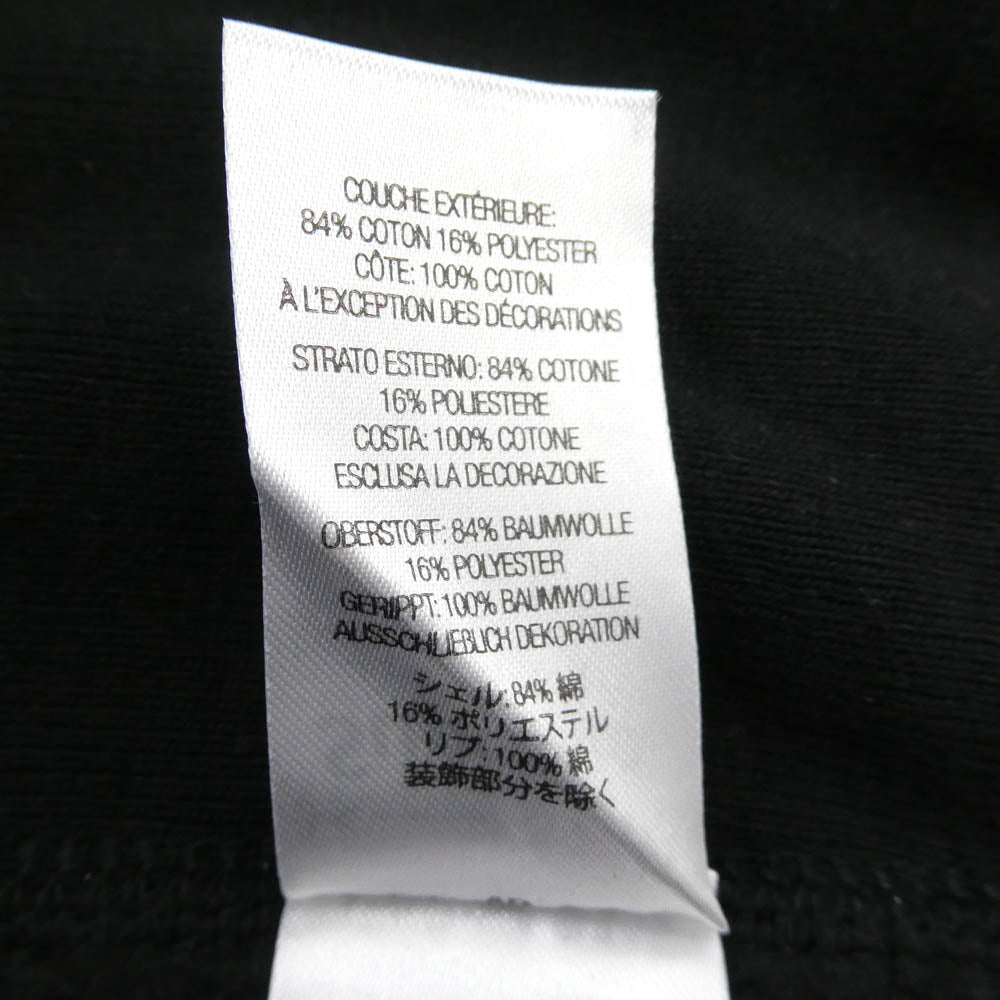 COUCHE EXTÉRIEURE:
84% COTON 16% POLYESTER
CÔTE: 100% COTON
À L'EXCEPTION DES DÉCORATIONS
STRATO ESTERNO: 84% COTONE
16% POLIESTERE
COSTA: 100% COTONE
ESCLUSA LA DECORAZIONE
OBERSTOFF: 84% BAUMWOLLE
16% POLYESTER
GERIPPT: 100% BAUMWOLLE
AUSSCHLIEßLICH DEKORATION
シェル: 84% 綿
16% ポリエステル
リブ: 100% 綿
装飾部分を除く